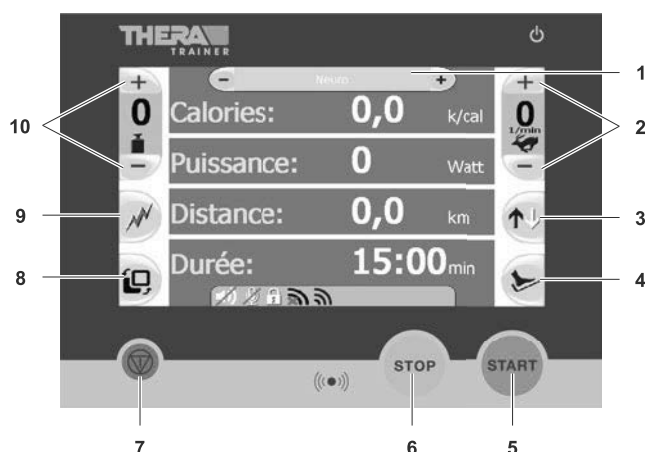 THERA
TRAINER
1
Neuro
- +
+ +
0 Calories: 0,0 k/cal 0
1/min
10
2
- Puissance: 0 Watt -
9 Distance: 0,0 km 3
8 Durée: 15:00 min 4
STOP START
7 6 5